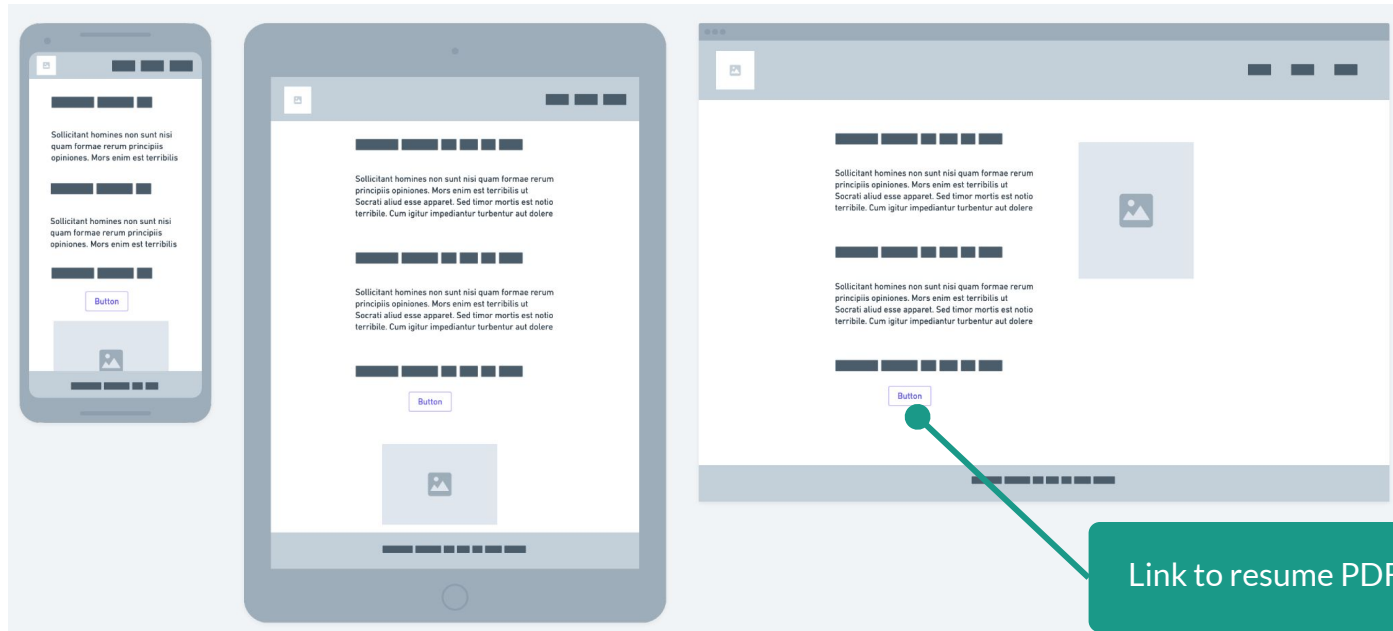 Sollicitant homines non sunt nisi
quam formae rerum principiis
opiniones. Mors enim est terribilis
Sollicitant homines non sunt nisi
quam formae rerum principiis
opiniones. Mors enim est terribilis
Button
Sollicitant homines non sunt nisi quam formae rerum
principiis opiniones. Mors enim est terribilis ut
Socrati aliud esse apparet. Sed timor mortis est notio
terribile. Cum igitur impediantur turbentur aut dolere
Sollicitant homines non sunt nisi quam formae rerum
principiis opiniones. Mors enim est terribilis ut
Socrati aliud esse apparet. Sed timor mortis est notio
terribile. Cum igitur impediantur turbentur aut dolere
Button
Sollicitant homines non sunt nisi quam formae rerum
principiis opiniones. Mors enim est terribilis ut
Socrati aliud esse apparet. Sed timor mortis est notio
terribile. Cum igitur impediantur turbentur aut dolere
Sollicitant homines non sunt nisi quam formae rerum
principiis opiniones. Mors enim est terribilis ut
Socrati aliud esse apparet. Sed timor mortis est notio
terribile. Cum igitur impediantur turbentur aut dolere
Button
Link to resume PDF